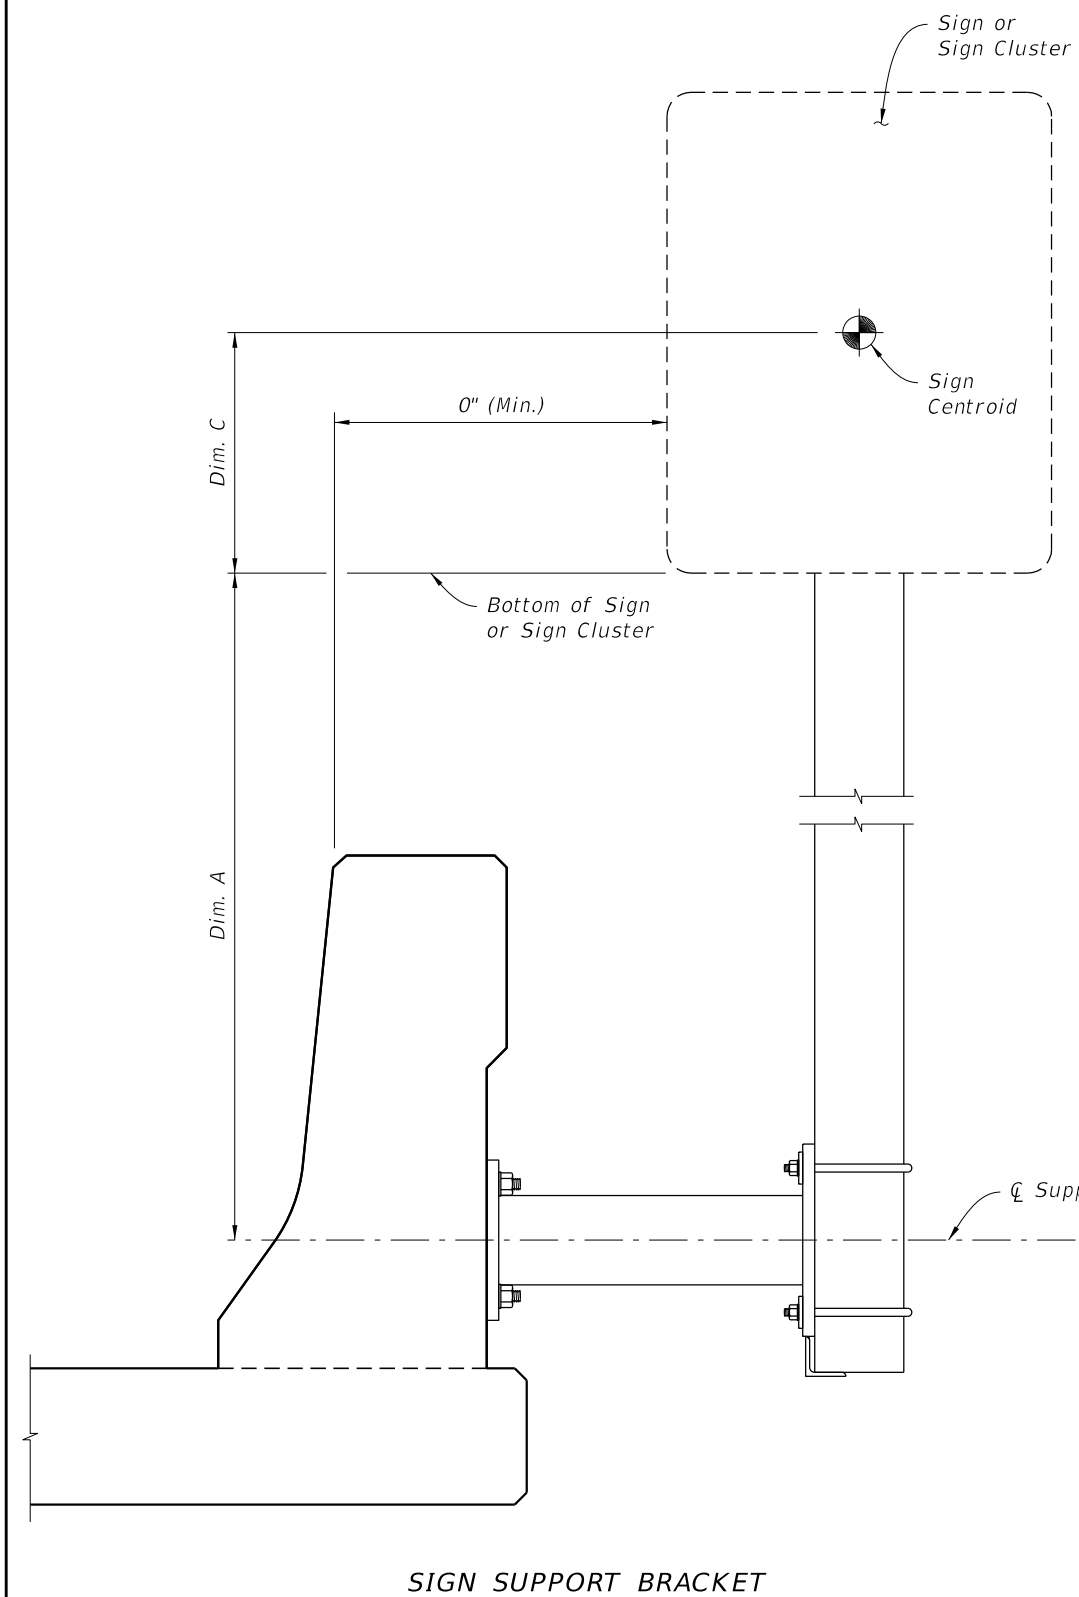 Sign or
Sign Cluster
Sign
Centroid
0" (Min.)
Dim. C
Bottom of Sign
or Sign Cluster
Dim. A
℄
SIGN SUPPORT BRACKET